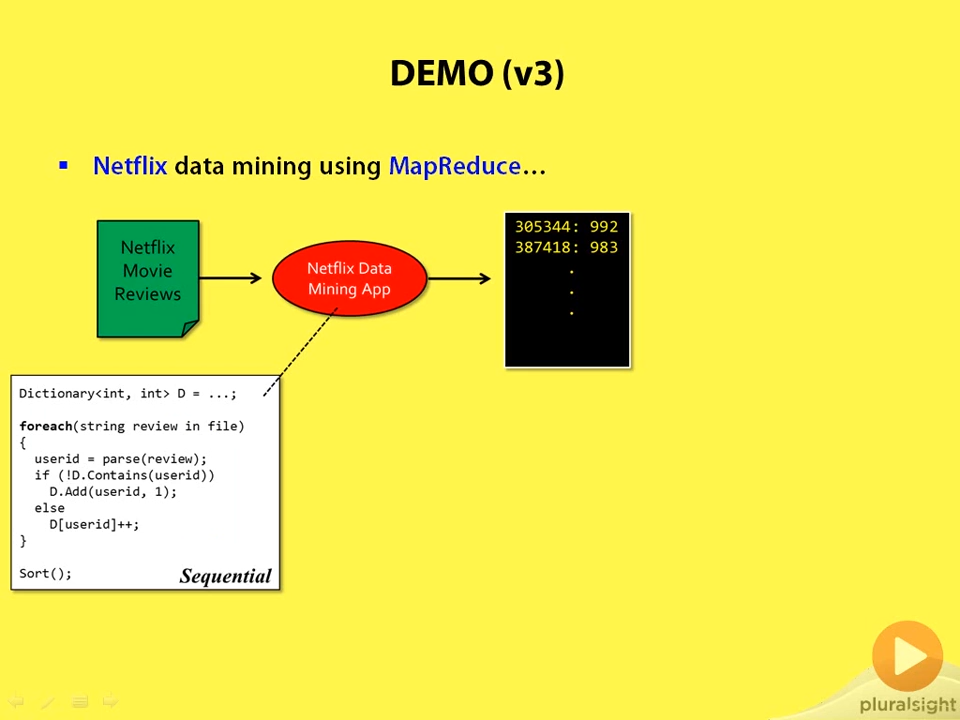 DEMO (v3)
▪ Netflix data mining using MapReduce...
Netflix
Movie
Reviews
Netflix Data
Mining App
305344: 992
387418: 983
.
.
.
Dictionary<int, int> D = ...;
foreach(string review in file)
{
userid = parse(review);
if (!D.Contains(userid))
D.Add(userid, 1);
else
D[userid]++;
}
Sort();
Sequential
pluralsight